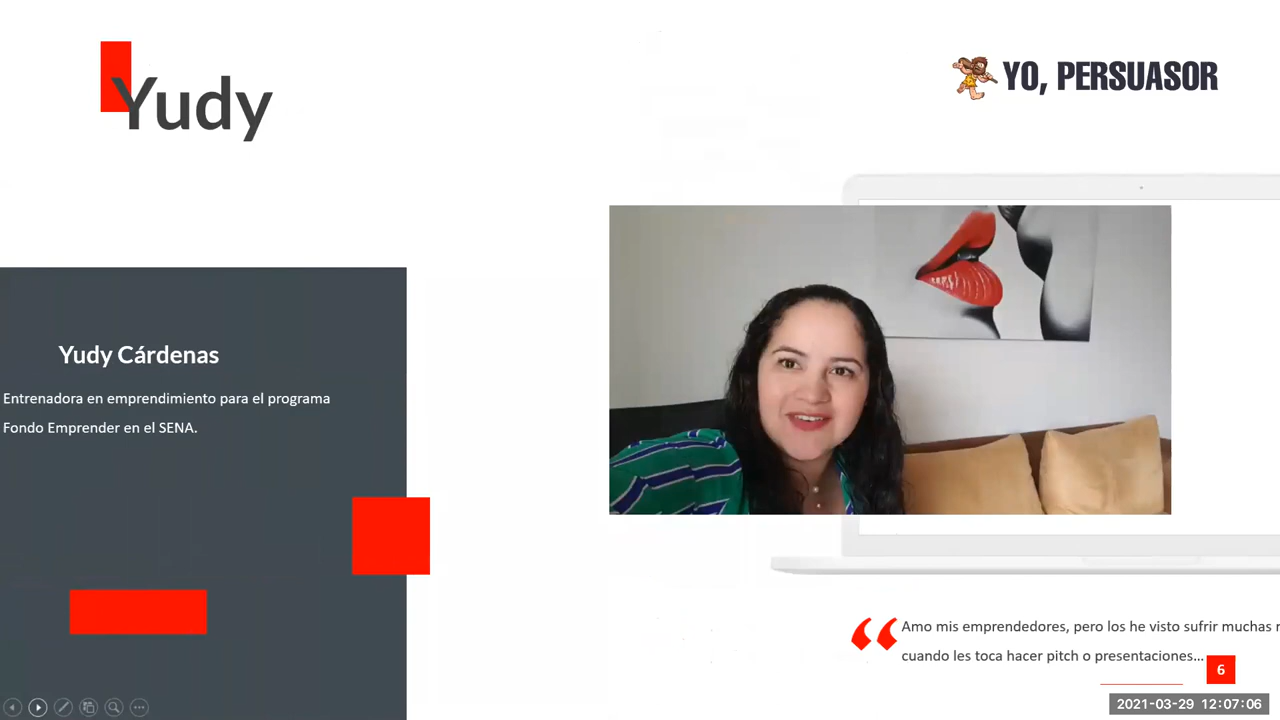 Yudy
YO, PERSUASOR
Yudy Cárdenas
Entrenadora en emprendimiento para el programa
Fondo Emprender en el SENA.
“ Amo mis emprendedores, pero los he visto sufrir muchas
cuando les toca hacer pitch o presentaciones...
6
2021-03-29 12:07:06